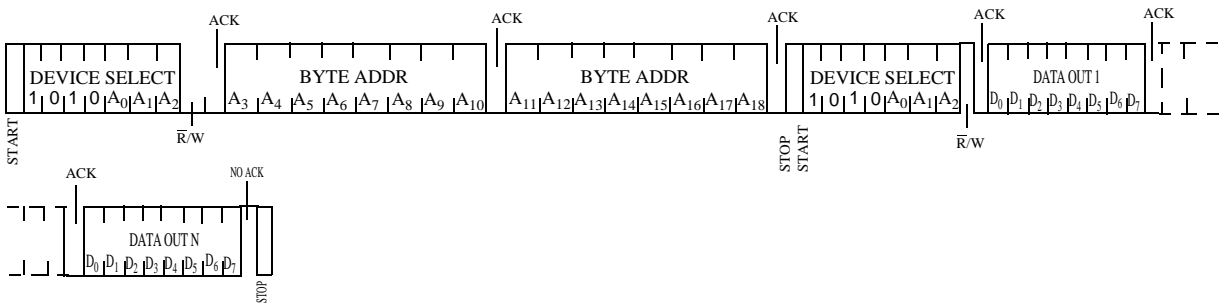 ACK ACK ACK ACK ACK
DEVICE SELECT BYTE ADDR BYTE ADDR DEVICE SELECT DATA OUT 1
1 0 1 0 A0 A1 A2 A3 A4 A5 A6 A7 A8 A9 A10 A11 A12 A13 A14 A15 A16 A17 A18 1 0 1 0 A0 A1 A2 D0 D1 D2 D3 D4 D5 D6 D7
START R̅/W STOP START R̅/W
ACK NO ACK
DATA OUT N
D0 D1 D2 D3 D4 D5 D6 D7
STOP